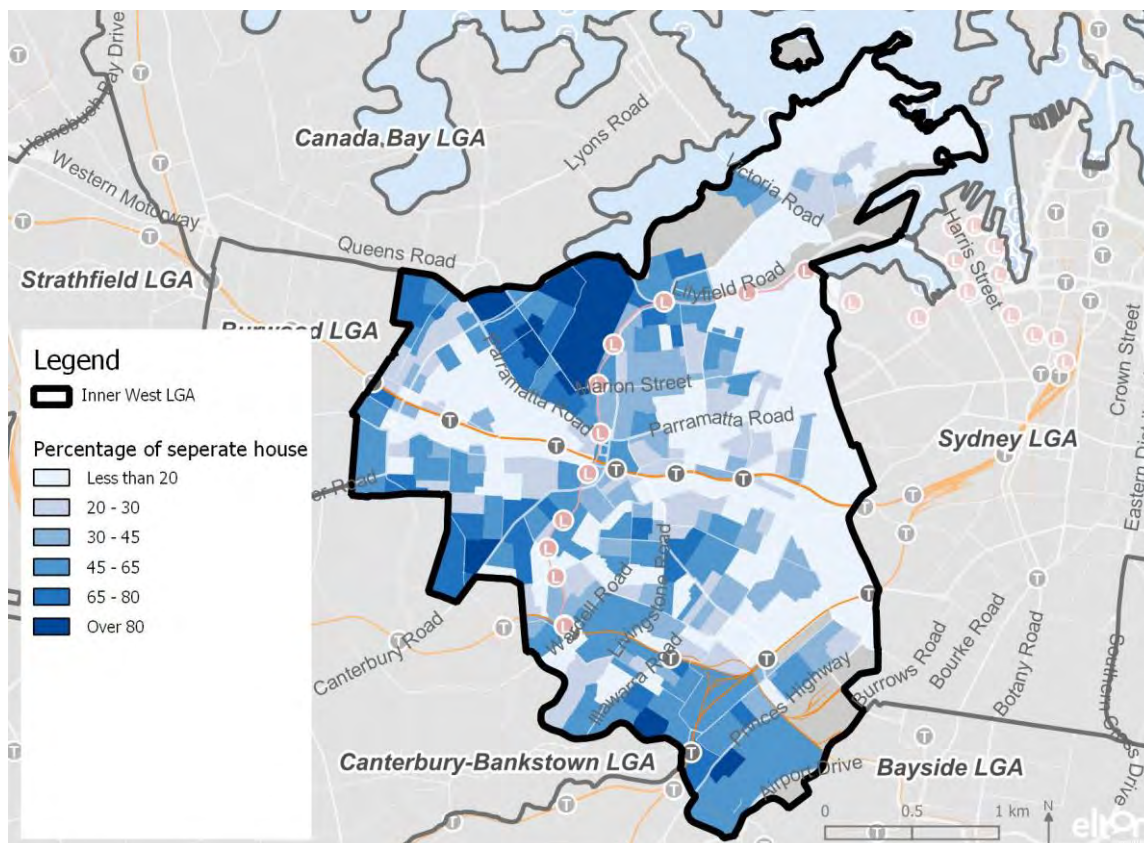 Homebush Bay Drive
Canada Bay LGA
Lyons Road
Western Motorway
Victoria Road
Queens Road
Harris Street
Strathfield LGA
Lilyfield Road
Burwood LGA
Crown Street
Legend
Inner West LGA
Parramatta Road
Marion Street
Parramatta Road
Sydney LGA
Percentage of seperate house
Less than 20
20 - 30
30 - 45
45 - 65
65 - 80
Over 80
er Road
Livingstone Road
Wardell Road
Canterbury Road
Illawarra Road
Princes Highway
Burrows Road
Bourke Road
Botany Road
Canterbury-Bankstown LGA
Airport Drive
Bayside LGA
0 0.5 1 km
N